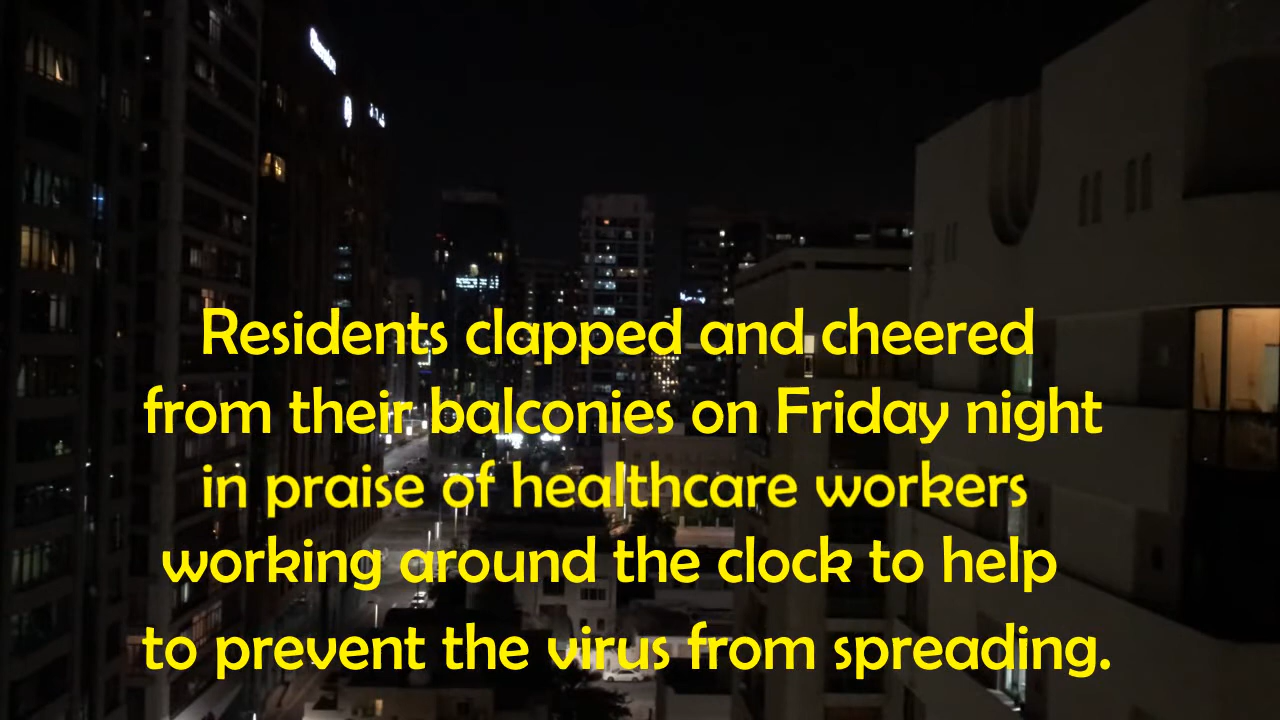 Residents clapped and cheered
from their balconies on Friday night
in praise of healthcare workers
working around the clock to help
to prevent the virus from spreading.